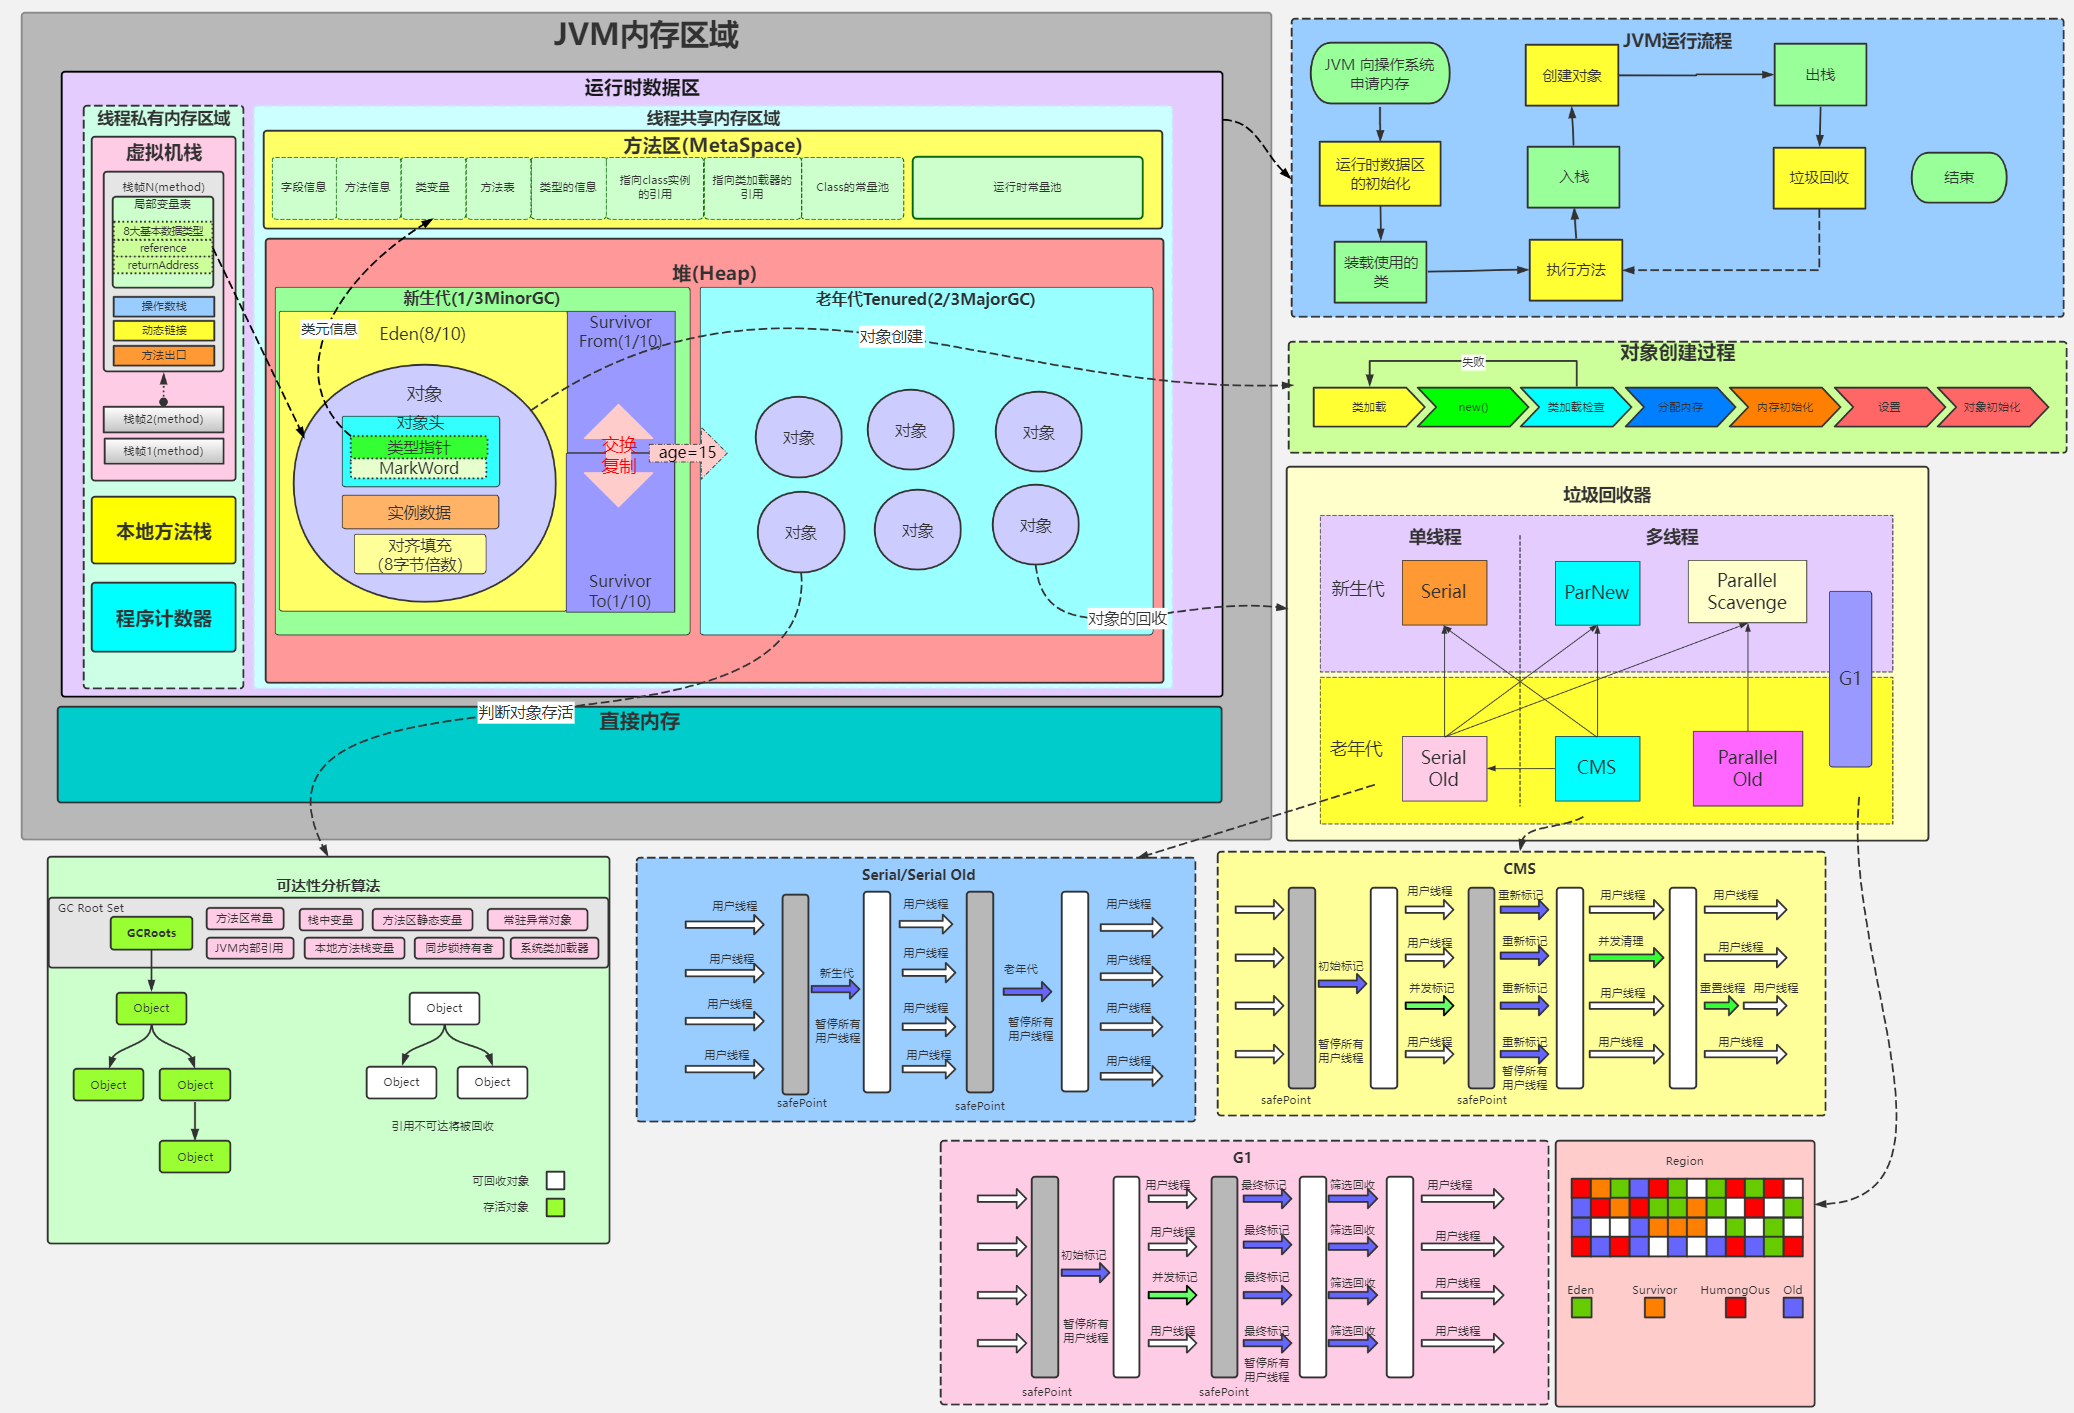 JVM内存区域
运行时数据区
线程私有内存区域
虚拟机栈
栈帧N(method)
局部变量表
8大基本数据类型
reference
returnAddress
操作数栈
动态链接
方法出口
栈帧2(method)
栈帧1(method)
本地方法栈
程序计数器
线程共享内存区域
方法区(MetaSpace)
字段信息
方法信息
类变量
方法表
类型的信息
指向class实例
的引用
指向类加载器的
引用
Class的常量池
运行时常量池
堆(Heap)
新生代(1/3MinorGC)
类元信息
Eden(8/10)
对象
对象头
类型指针
MarkWord
实例数据
对齐填充
(8字节倍数)
Survivor
From(1/10)
交换
复制
Survivor
To(1/10)
age=15
老年代Tenured(2/3MajorGC)
对象创建
对象
对象
对象
对象
对象
对象
对象的回收
判断对象存活
直接内存
JVM运行流程
JVM 向操作系统
申请内存
运行时数据区
的初始化
装载使用的
类
创建对象
入栈
执行方法
出栈
垃圾回收
结束
对象创建过程
失败
类加载
new()
类加载检查
分配内存
内存初始化
设置
对象初始化
垃圾回收器
单线程
多线程
新生代
Serial
ParNew
Parallel
Scavenge
G1
老年代
Serial
Old
CMS
Parallel
Old
可达性分析算法
GC Root Set
GCRoots
方法区常量
栈中变量
方法区静态变量
常驻异常对象
JVM内部引用
本地方法栈变量
同步锁持有者
系统类加载器
Object
Object
Object
Object
Object
Object
Object
引用不可达将被回收
可回收对象
存活对象
Serial/Serial Old
用户线程
用户线程
用户线程
用户线程
新生代
暂停所有
用户线程
safePoint
用户线程
用户线程
用户线程
用户线程
老年代
暂停所有
用户线程
safePoint
用户线程
用户线程
用户线程
用户线程
CMS
初始标记
暂停所有
用户线程
safePoint
用户线程
用户线程
并发标记
用户线程
safePoint
重新标记
重新标记
重新标记
重新标记
暂停所有
用户线程
用户线程
并发清理
用户线程
用户线程
用户线程
用户线程
重置线程
用户线程
用户线程
G1
初始标记
暂停所有
用户线程
safePoint
用户线程
用户线程
并发标记
用户线程
safePoint
最终标记
最终标记
最终标记
最终标记
暂停所有
用户线程
筛选回收
筛选回收
筛选回收
筛选回收
用户线程
用户线程
用户线程
用户线程
Region
Eden
Survivor
HumongOus
Old